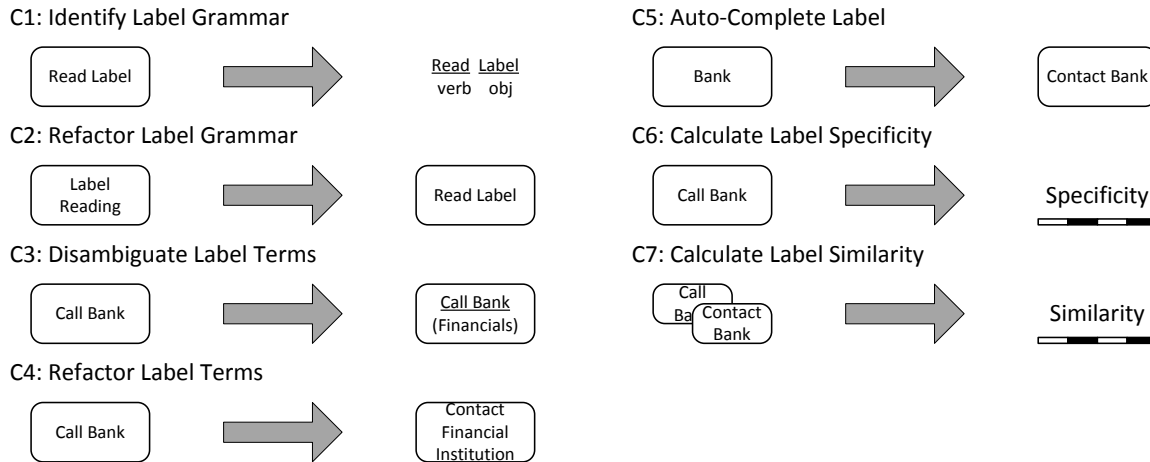 C1: Identify Label Grammar
Read Label
Read Label
verb obj
C2: Refactor Label Grammar
Label
Reading
Read Label
C3: Disambiguate Label Terms
Call Bank
Call Bank
(Financials)
C4: Refactor Label Terms
Call Bank
Contact
Financial
Institution
C5: Auto-Complete Label
Bank
Contact Bank
C6: Calculate Label Specificity
Call Bank
Specificity
C7: Calculate Label Similarity
Call
Contact
Bank
Similarity